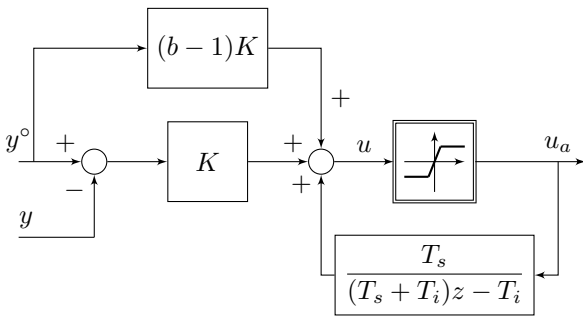 (b − 1)K
+
y° + K + u u_a
−
+
y
T_s
(T_s + T_i)z − T_i